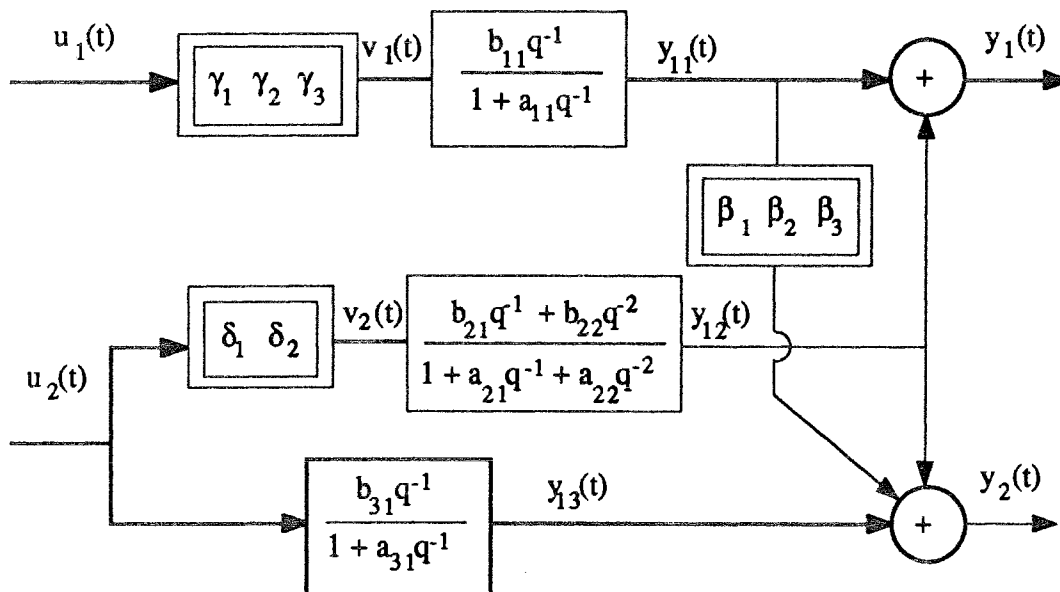 u₁(t)
γ₁ γ₂ γ₃
v₁(t)
b₁₁q⁻¹
1 + a₁₁q⁻¹
y₁₁(t)
+
y₁(t)
β₁ β₂ β₃
u₂(t)
δ₁ δ₂
v₂(t)
b₂₁q⁻¹ + b₂₂q⁻²
1 + a₂₁q⁻¹ + a₂₂q⁻²
y₁₂(t)
b₃₁q⁻¹
1 + a₃₁q⁻¹
y₁₃(t)
+
y₂(t)